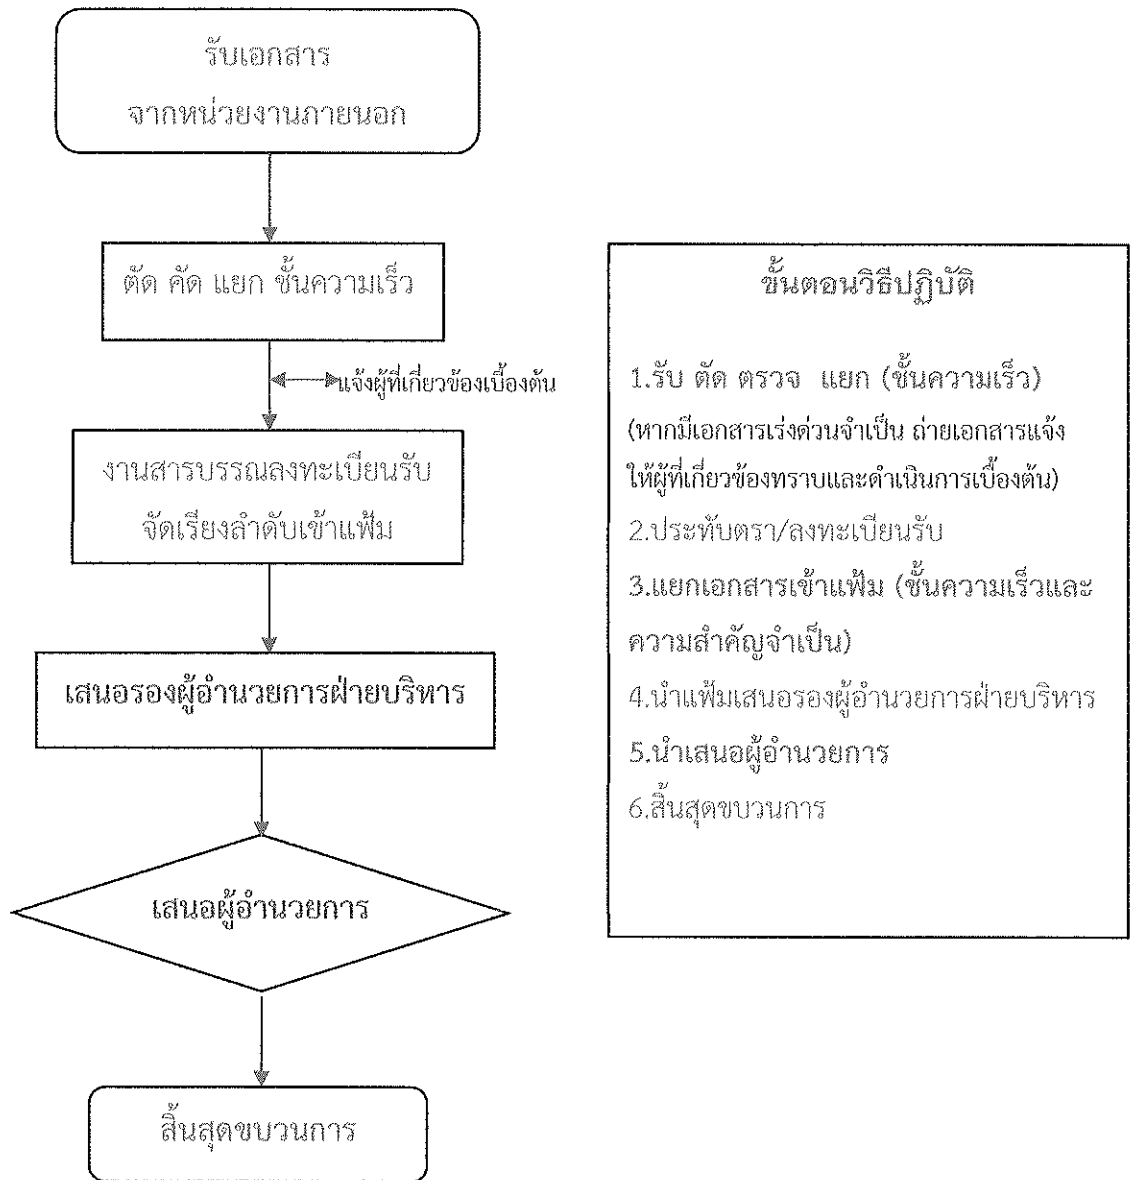 รับเอกสาร
จากหน่วยงานภายนอก
ตัด คัด แยก ชั้นความเร็ว
แจ้งผู้ที่เกี่ยวข้องเบื้องต้น
งานสารบรรณลงทะเบียนรับ
จัดเรียงลำดับเข้าแฟ้ม
เสนอรองผู้อำนวยการฝ่ายบริหาร
เสนอผู้อำนวยการ
สิ้นสุดขบวนการ
ขั้นตอนวิธีปฏิบัติ
1.รับ ตัด ตรวจ แยก (ชั้นความเร็ว)
(หากมีเอกสารเร่งด่วนจำเป็น ถ่ายเอกสารแจ้ง
ให้ผู้ที่เกี่ยวข้องทราบและดำเนินการเบื้องต้น)
2.ประทับตรา/ลงทะเบียนรับ
3.แยกเอกสารเข้าแฟ้ม (ชั้นความเร็วและ
ความสำคัญจำเป็น)
4.นำแฟ้มเสนอรองผู้อำนวยการฝ่ายบริหาร
5.นำเสนอผู้อำนวยการ
6.สิ้นสุดขบวนการ